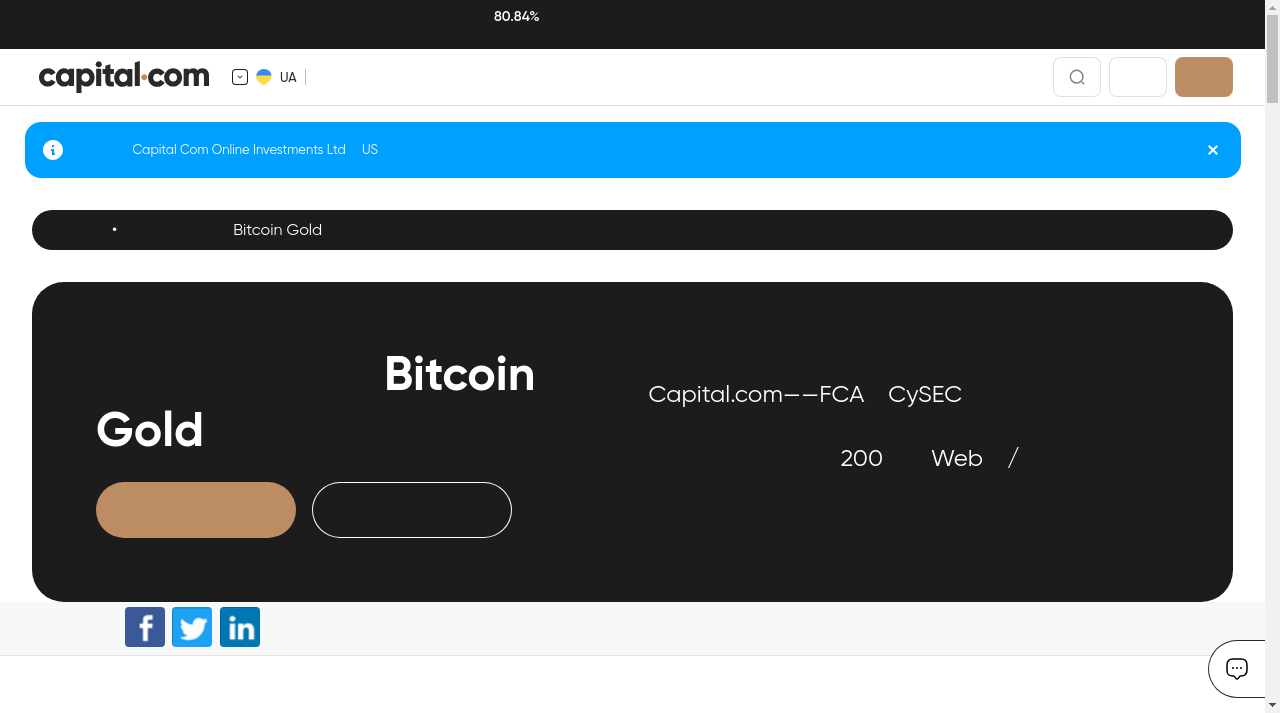 80.84%
capital.com
UA
Capital Com Online Investments Ltd US
• Bitcoin Gold
Bitcoin
Gold
Capital.com——FCA CySEC
200 Web /